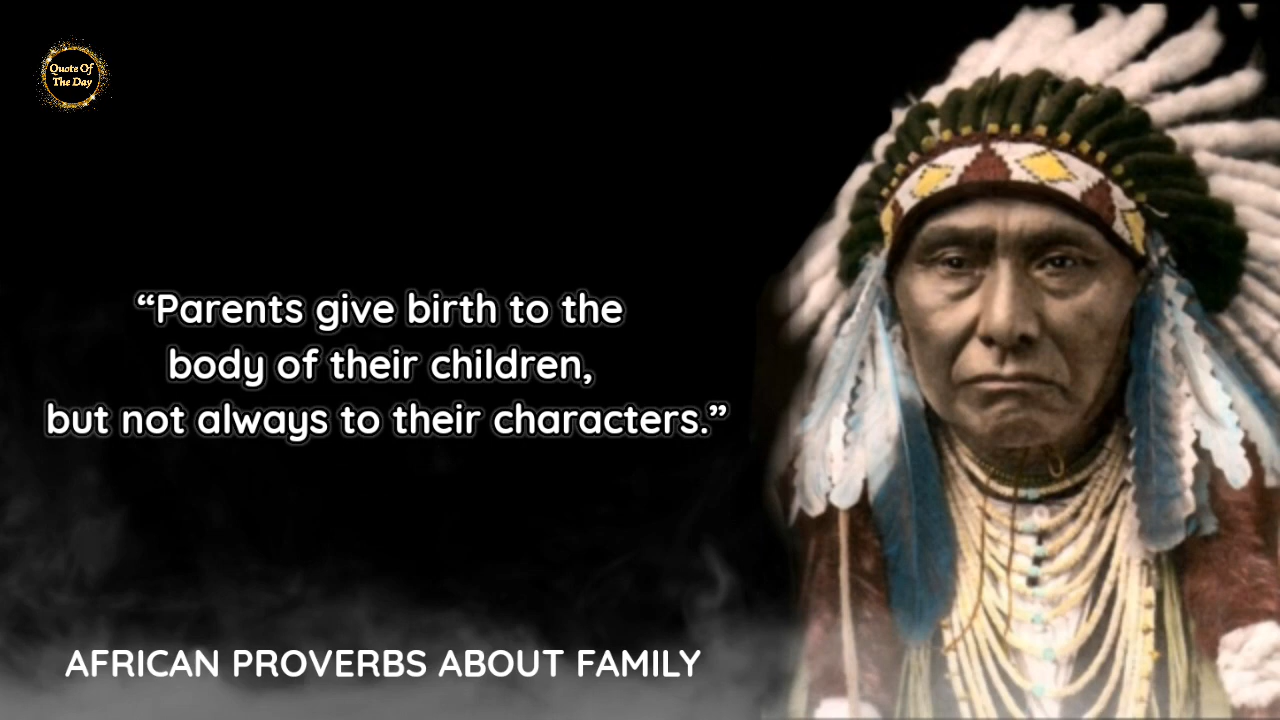 Quote Of
The Day
“Parents give birth to the
body of their children,
but not always to their characters.”
AFRICAN PROVERBS ABOUT FAMILY